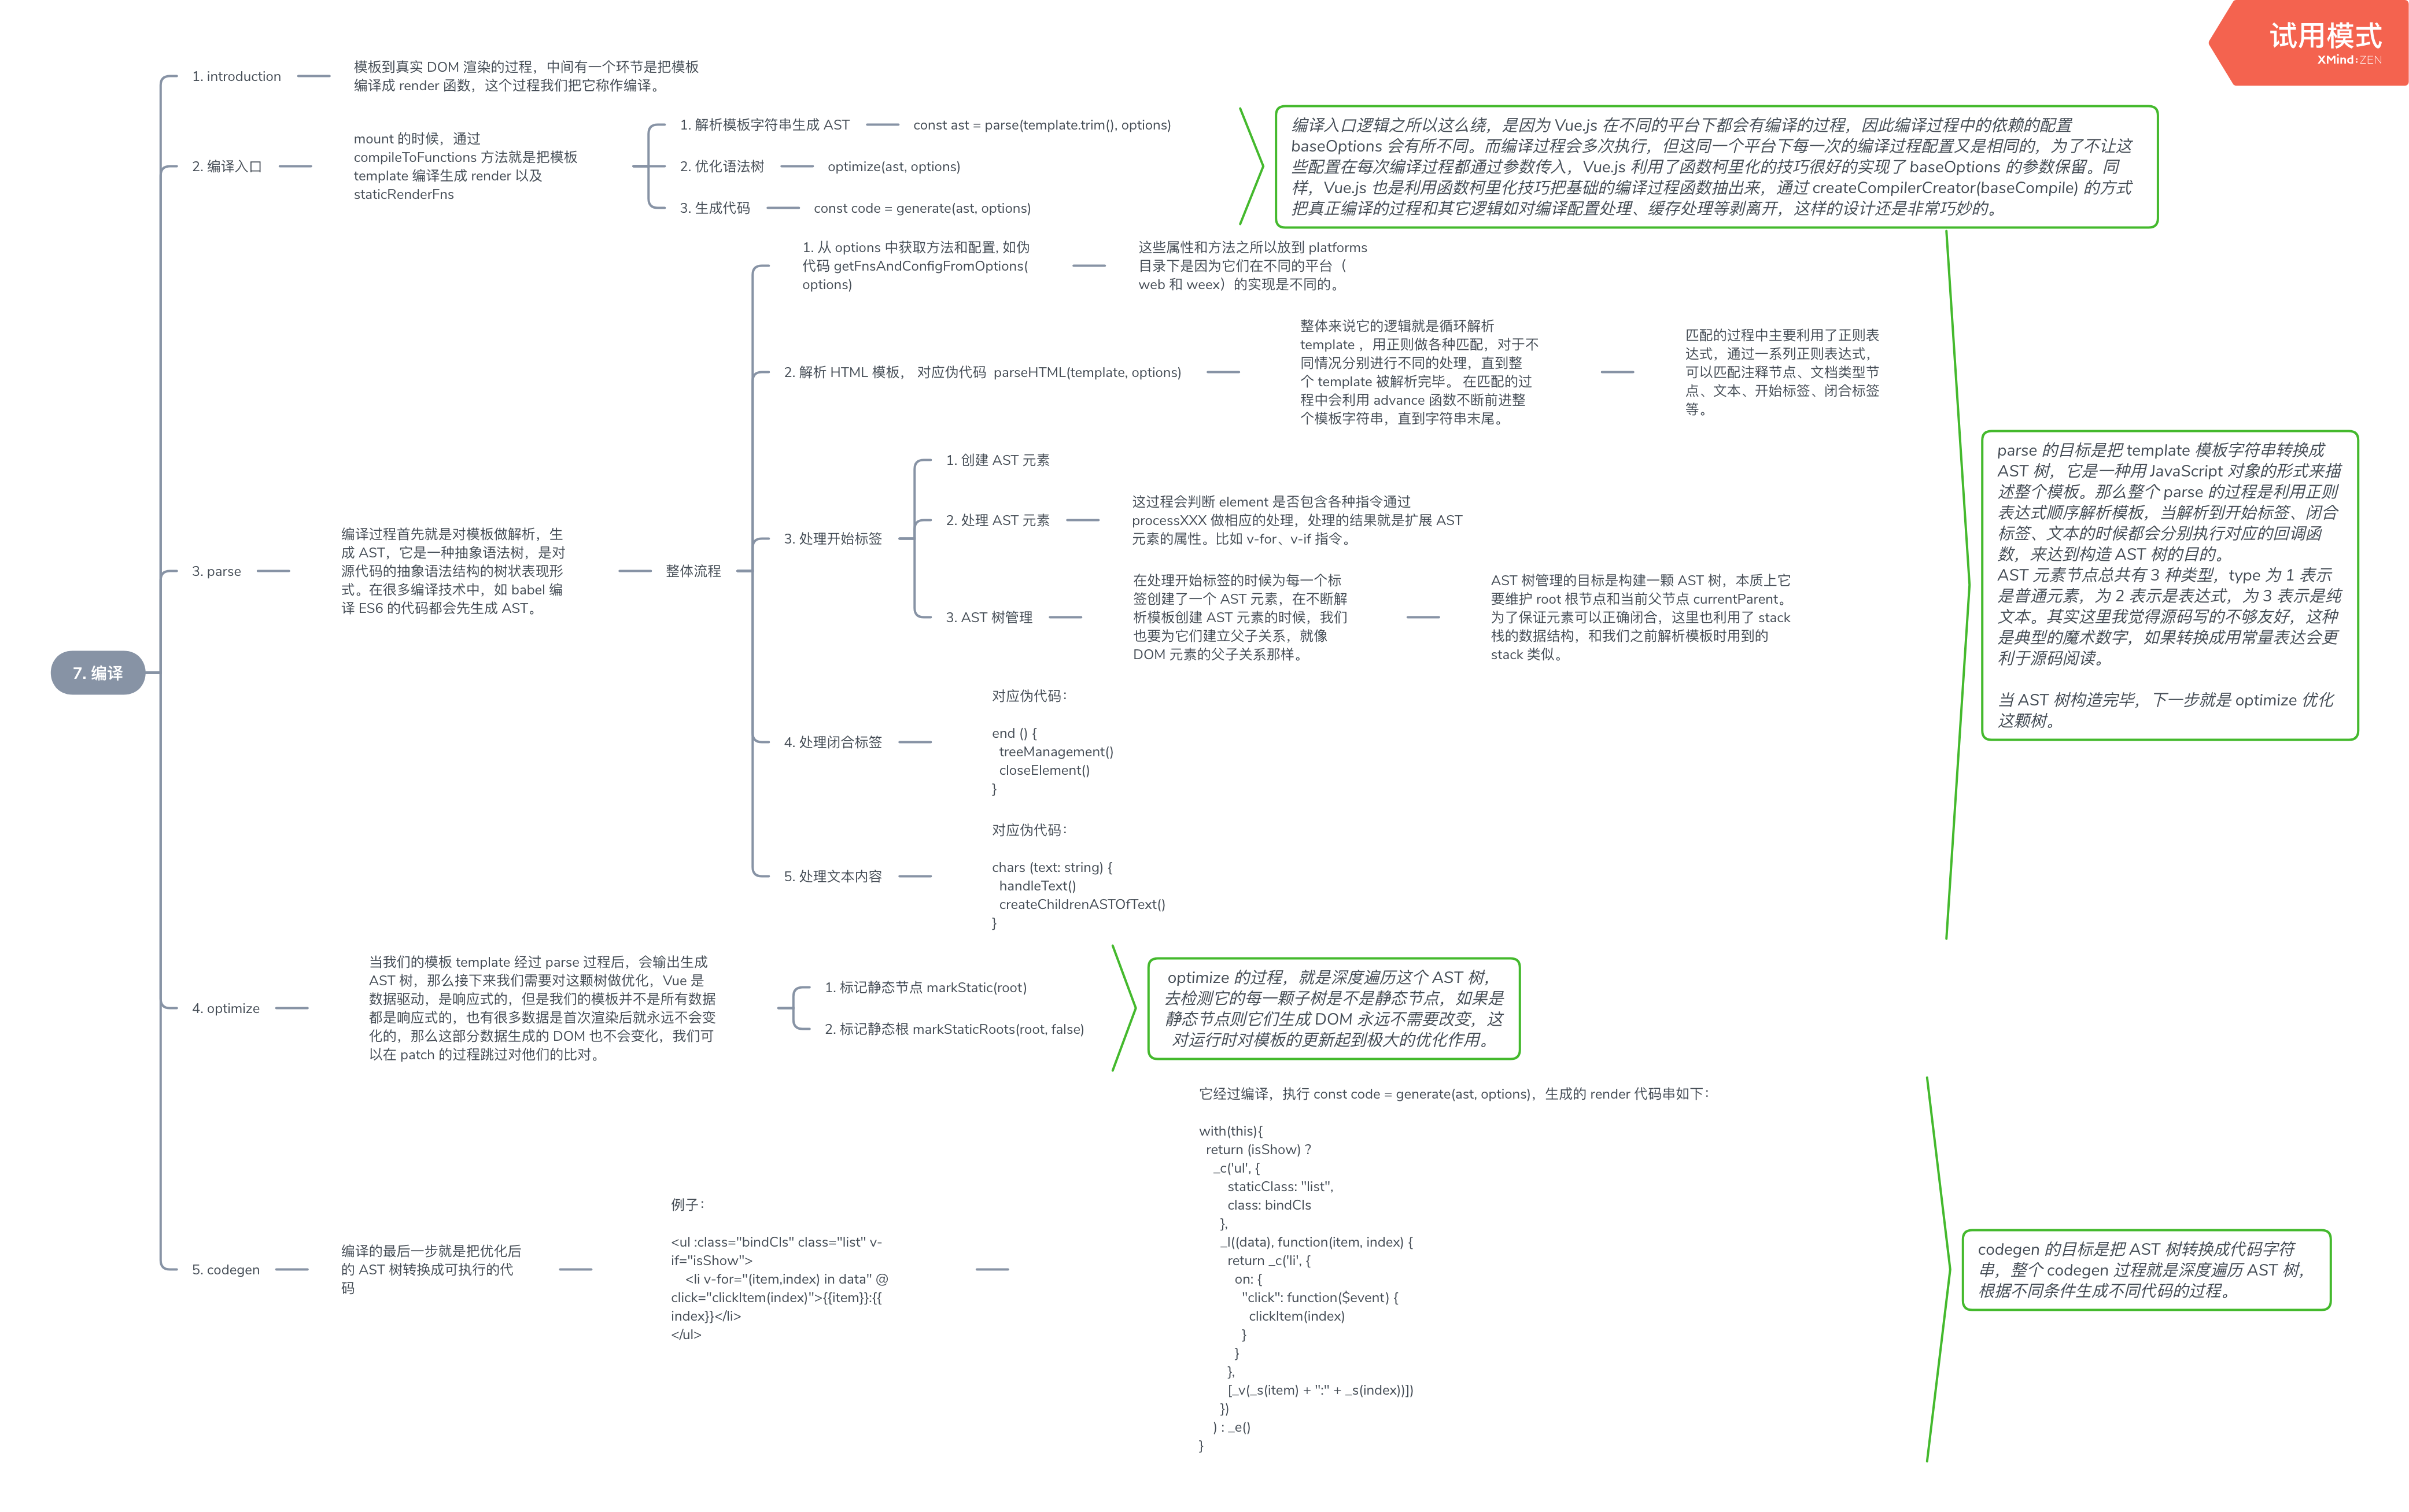 试用模式
XMind:ZEN
7. 编译
1. introduction
模板到真实 DOM 渲染的过程，中间有一个环节是把模板
编译成 render 函数，这个过程我们把它称作编译。
2. 编译入口
mount 的时候，通过
compileToFunctions 方法就是把模板
template 编译生成 render 以及
staticRenderFns
1. 解析模板字符串生成 AST
const ast = parse(template.trim(), options)
2. 优化语法树
optimize(ast, options)
3. 生成代码
const code = generate(ast, options)
编译入口逻辑之所以这么绕，是因为 Vue.js 在不同的平台下都会有编译的过程，因此编译过程中的依赖的配置
baseOptions 会有所不同。而编译过程会多次执行，但这同一个平台下每一次的编译过程配置又是相同的，为了不让这
些配置在每次编译过程都通过参数传入，Vue.js 利用了函数柯里化的技巧很好的实现了 baseOptions 的参数保留。同
样，Vue.js 也是利用函数柯里化技巧把基础的编译过程函数抽出来，通过 createCompilerCreator(baseCompile) 的方式
把真正编译的过程和其它逻辑如对编译配置处理、缓存处理等剥离开，这样的设计还是非常巧妙的。
3. parse
编译过程首先就是对模板做解析，生
成 AST，它是一种抽象语法树，是对
源代码的抽象语法结构的树状表现形
式。在很多编译技术中，如 babel 编
译 ES6 的代码都会先生成 AST。
整体流程
1. 从 options 中获取方法和配置, 如伪
代码 getFnsAndConfigFromOptions(
options)
这些属性和方法之所以放到 platforms
目录下是因为它们在不同的平台（
web 和 weex）的实现是不同的。
2. 解析 HTML 模板， 对应伪代码 parseHTML(template, options)
整体来说它的逻辑就是循环解析
template ，用正则做各种匹配，对于不
同情况分别进行不同的处理，直到整
个 template 被解析完毕。 在匹配的过
程中会利用 advance 函数不断前进整
个模板字符串，直到字符串末尾。
匹配的过程中主要利用了正则表
达式，通过一系列正则表达式，
可以匹配注释节点、文档类型节
点、文本、开始标签、闭合标签
等。
3. 处理开始标签
1. 创建 AST 元素
2. 处理 AST 元素
这过程会判断 element 是否包含各种指令通过
processXXX 做相应的处理，处理的结果就是扩展 AST
元素的属性。比如 v-for、v-if 指令。
3. AST 树管理
在处理开始标签的时候为每一个标
签创建了一个 AST 元素，在不断解
析模板创建 AST 元素的时候，我们
也要为它们建立父子关系，就像
DOM 元素的父子关系那样。
AST 树管理的目标是构建一颗 AST 树，本质上它
要维护 root 根节点和当前父节点 currentParent。
为了保证元素可以正确闭合，这里也利用了 stack
栈的数据结构，和我们之前解析模板时用到的
stack 类似。
4. 处理闭合标签
对应伪代码：
end () {
treeManagement()
closeElement()
}
5. 处理文本内容
对应伪代码：
chars (text: string) {
handleText()
createChildrenASTOfText()
}
parse 的目标是把 template 模板字符串转换成
AST 树，它是一种用 JavaScript 对象的形式来描
述整个模板。那么整个 parse 的过程是利用正则
表达式顺序解析模板，当解析到开始标签、闭合
标签、文本的时候都会分别执行对应的回调函
数，来达到构造 AST 树的目的。
AST 元素节点总共有 3 种类型，type 为 1 表示
是普通元素，为 2 表示是表达式，为 3 表示是纯
文本。其实这里我觉得源码写的不够友好，这种
是典型的魔术数字，如果转换成用常量表达会更
利于源码阅读。
当 AST 树构造完毕，下一步就是 optimize 优化
这颗树。
4. optimize
当我们的模板 template 经过 parse 过程后，会输出生成
AST 树，那么接下来我们需要对这颗树做优化，Vue 是
数据驱动，是响应式的，但是我们的模板并不是所有数据
都是响应式的，也有很多数据是首次渲染后就永远不会变
化的，那么这部分数据生成的 DOM 也不会变化，我们可
以在 patch 的过程跳过对他们的比对。
1. 标记静态节点 markStatic(root)
2. 标记静态根 markStaticRoots(root, false)
optimize 的过程，就是深度遍历这个 AST 树，
去检测它的每一颗子树是不是静态节点，如果是
静态节点则它们生成 DOM 永远不需要改变，这
对运行时对模板的更新起到极大的优化作用。
5. codegen
编译的最后一步就是把优化后
的 AST 树转换成可执行的代
码
例子：
<ul :class="bindCls" class="list" v-
if="isShow">
<li v-for="(item,index) in data" @
click="clickItem(index)">{{item}}:{{
index}}</li>
</ul>
它经过编译，执行 const code = generate(ast, options)，生成的 render 代码串如下：
with(this){
return (isShow) ?
_c('ul', {
staticClass: "list",
class: bindCls
},
_l((data), function(item, index) {
return _c('li', {
on: {
"click": function($event) {
clickItem(index)
}
}
},
[_v(_s(item) + ":" + _s(index))])
})
) : _e()
}
codegen 的目标是把 AST 树转换成代码字符
串，整个 codegen 过程就是深度遍历 AST 树，
根据不同条件生成不同代码的过程。